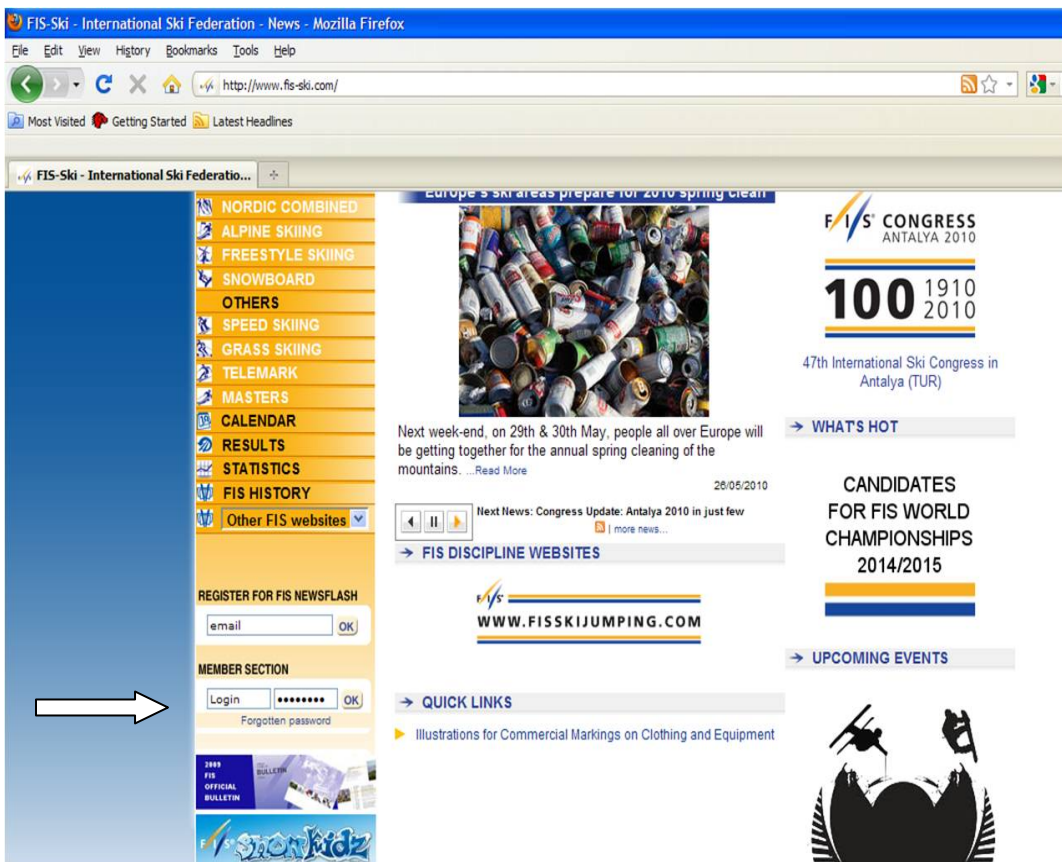 FIS-Ski - International Ski Federation - News - Mozilla Firefox
File Edit View History Bookmarks Tools Help
http://www.fis-ski.com/
Most Visited Getting Started Latest Headlines
FIS-Ski - International Ski Federatio...
NORDIC COMBINED
ALPINE SKIING
FREESTYLE SKIING
SNOWBOARD
OTHERS
SPEED SKIING
GRASS SKIING
TELEMARK
MASTERS
CALENDAR
RESULTS
STATISTICS
FIS HISTORY
Other FIS websites
REGISTER FOR FIS NEWSFLASH
email OK
MEMBER SECTION
Login •••••••• OK
Forgotten password
2009
FIS
OFFICIAL
BULLETIN
BULLETIN
F/I/S
SNOWKidz
Europe's ski areas prepare for 2010 spring clean
Next week-end, on 29th & 30th May, people all over Europe will
be getting together for the annual spring cleaning of the
mountains. ...Read More
26/05/2010
Next News: Congress Update: Antalya 2010 in just few
| more news...
FIS DISCIPLINE WEBSITES
F/I/S
WWW.FISSKIJUMPING.COM
QUICK LINKS
Illustrations for Commercial Markings on Clothing and Equipment
F/I/S CONGRESS
ANTALYA 2010
100 1910
2010
47th International Ski Congress in
Antalya (TUR)
WHAT'S HOT
CANDIDATES
FOR FIS WORLD
CHAMPIONSHIPS
2014/2015
UPCOMING EVENTS